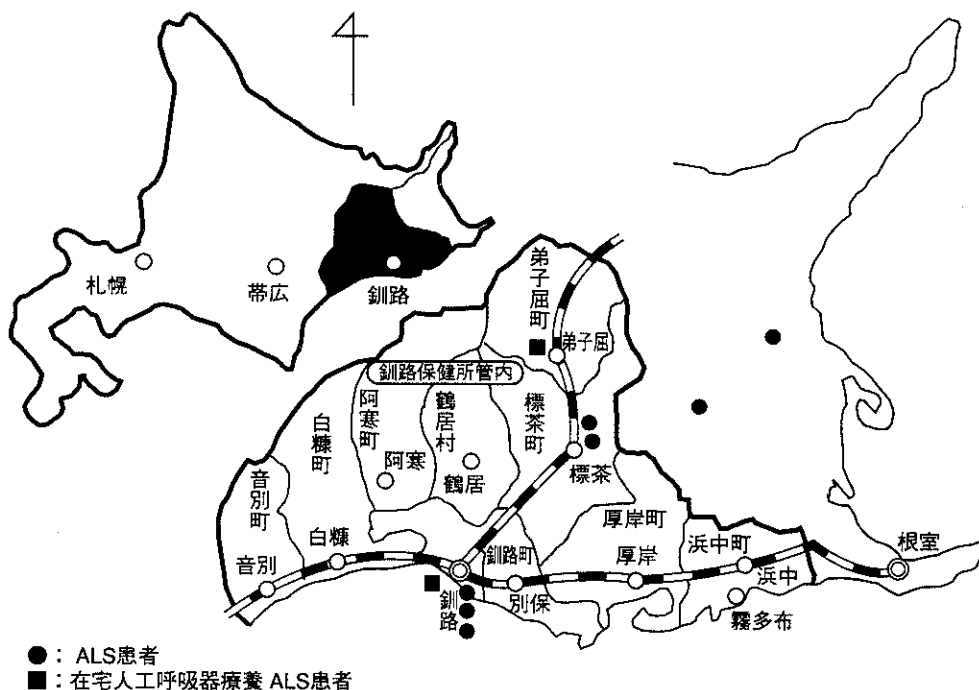 札幌
帯広
釧路
弟子屈町
弟子屈
釧路保健所管内
阿寒町
鶴居村
標茶町
白糠町
阿寒
鶴居
標茶
音別町
厚岸町
浜中町
根室
白糠
釧路町
厚岸
音別
浜中
釧路
別保
霧多布
●：ALS患者
■：在宅人工呼吸器療養 ALS患者